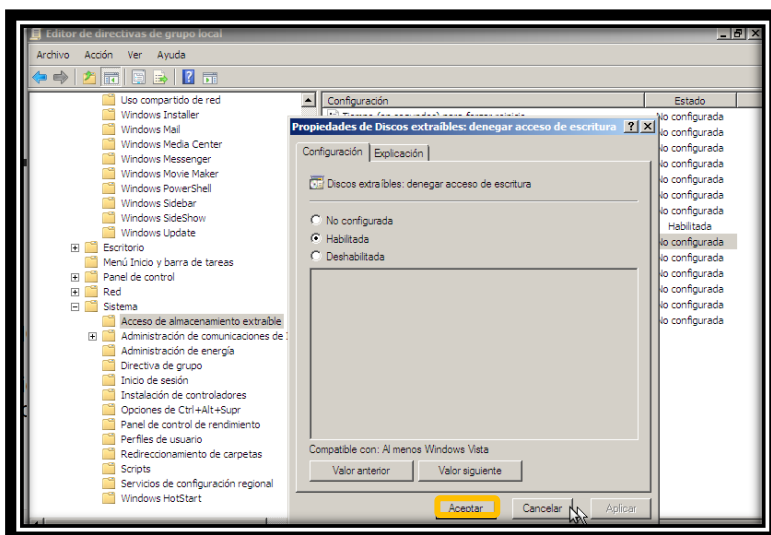 Editor de directivas de grupo local
Archivo Acción Ver Ayuda
Uso compartido de red
Windows Installer
Windows Mail
Windows Media Center
Windows Messenger
Windows Movie Maker
Windows PowerShell
Windows Sidebar
Windows SideShow
Windows Update
Escritorio
Menú Inicio y barra de tareas
Panel de control
Red
Sistema
Acceso de almacenamiento extraíble
Administración de comunicaciones de
Administración de energía
Directiva de grupo
Inicio de sesión
Instalación de controladores
Opciones de Ctrl+Alt+Supr
Panel de control de rendimiento
Perfiles de usuario
Redireccionamiento de carpetas
Scripts
Servicios de configuración regional
Windows HotStart
Configuración Estado
No configurada
No configurada
No configurada
No configurada
No configurada
No configurada
No configurada
Habilitada
No configurada
No configurada
No configurada
No configurada
No configurada
No configurada
Propiedades de Discos extraíbles: denegar acceso de escritura
Configuración Explicación
Discos extraíbles: denegar acceso de escritura
No configurada
Habilitada
Deshabilitada
Compatible con: Al menos Windows Vista
Valor anterior Valor siguiente
Aceptar Cancelar Aplicar